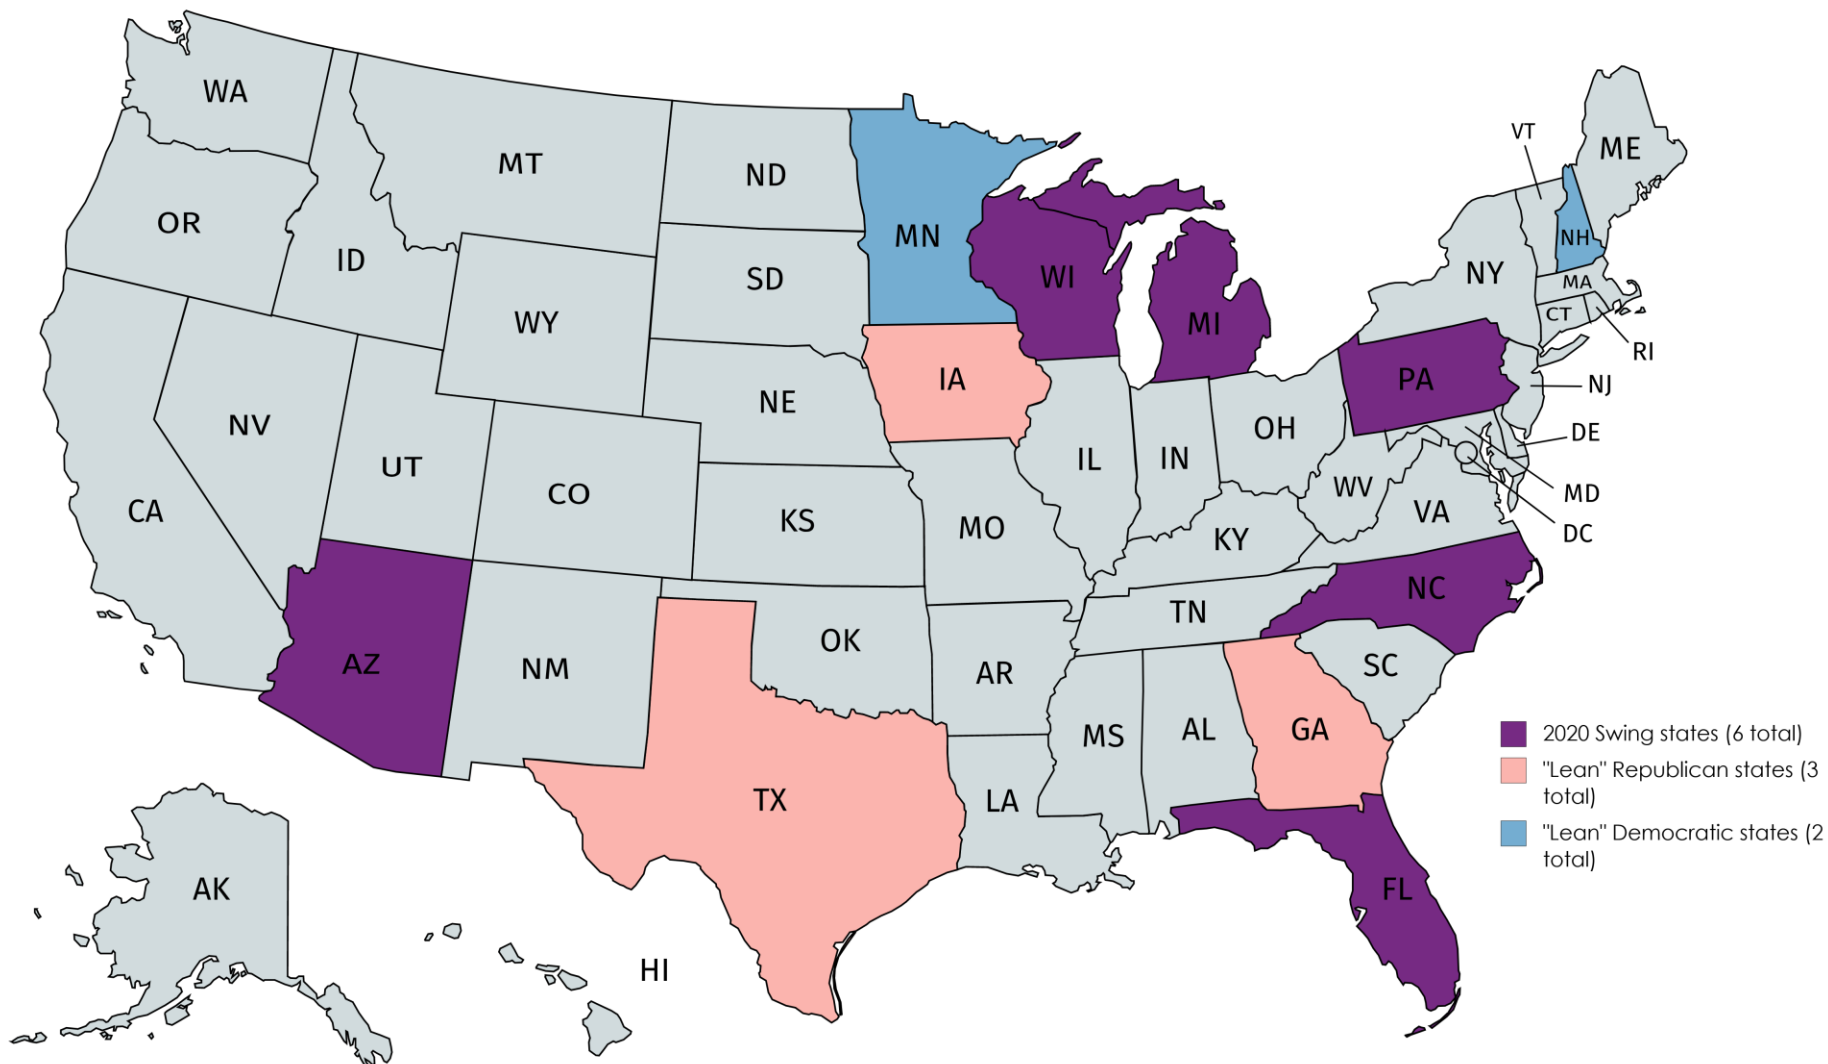 WA
VT
ME
MT
ND
OR
MN
NH
ID
SD
NY
WI
MA
CT
WY
MI
RI
IA
PA
NJ
NE
NV
OH
DE
UT
IL
IN
CO
WV
MD
CA
KS
MO
VA
DC
KY
NC
TN
OK
AZ
NM
AR
SC
MS
AL
GA
2020 Swing states (6 total)
"Lean" Republican states (3
total)
TX
LA
"Lean" Democratic states (2
total)
AK
FL
HI